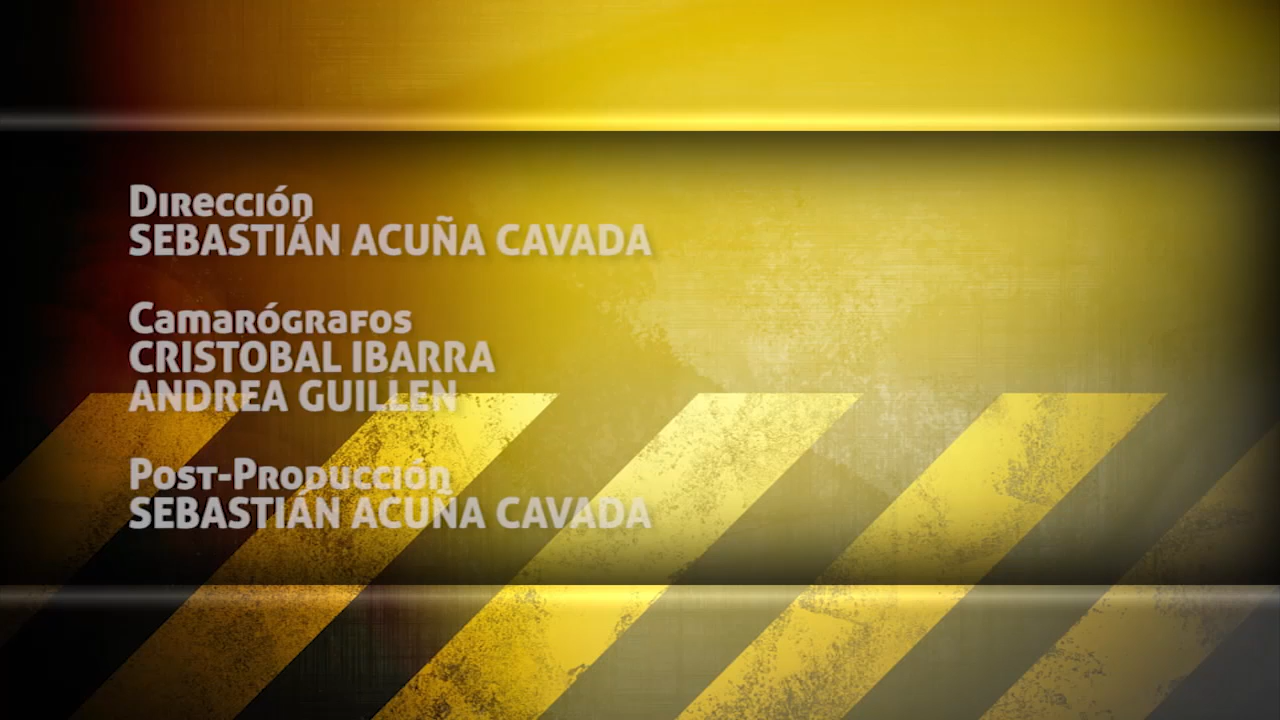 Dirección
SEBASTIÁN ACUÑA CAVADA
Camarógrafos
CRISTOBAL IBARRA
ANDREA GUILLEN
Post-Producción
SEBASTIÁN ACUÑA CAVADA